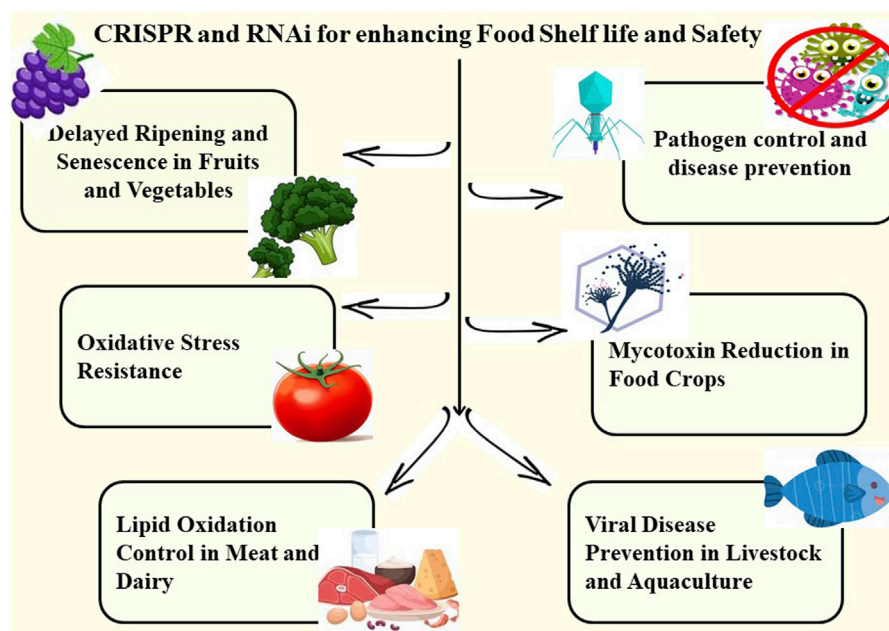 CRISPR and RNAi for enhancing Food Shelf life and Safety
Delayed Ripening and
Senescence in Fruits
and Vegetables
Pathogen control and
disease prevention
Oxidative Stress
Resistance
Mycotoxin Reduction in
Food Crops
Lipid Oxidation
Control in Meat and
Dairy
Viral Disease
Prevention in Livestock
and Aquaculture